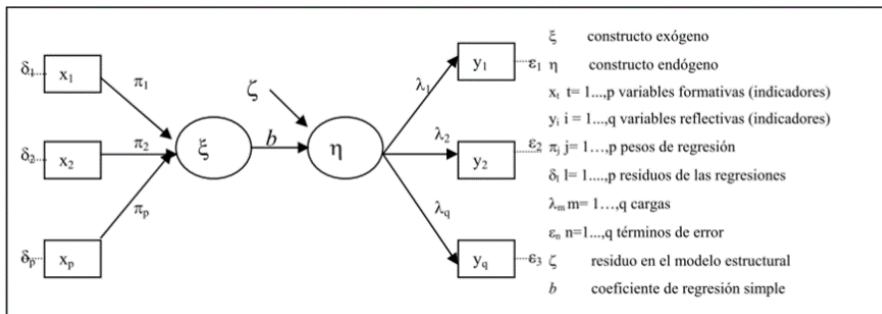 δ₁
x₁
π₁
δ₂
x₂
π₂
δₚ
xₚ
πₚ
ξ
b
ζ
η
λ₁
y₁
ε₁
λ₂
y₂
ε₂
λq
yq
ε₃
ξ constructo exógeno
η constructo endógeno
xₜ t= 1...,p variables formativas (indicadores)
yᵢ i = 1...,q variables reflectivas (indicadores)
πⱼ j= 1…,p pesos de regresión
δₗ l= 1....,p residuos de las regresiones
λₘ m= 1…,q cargas
εₙ n=1...,q términos de error
ζ residuo en el modelo estructural
b coeficiente de regresión simple